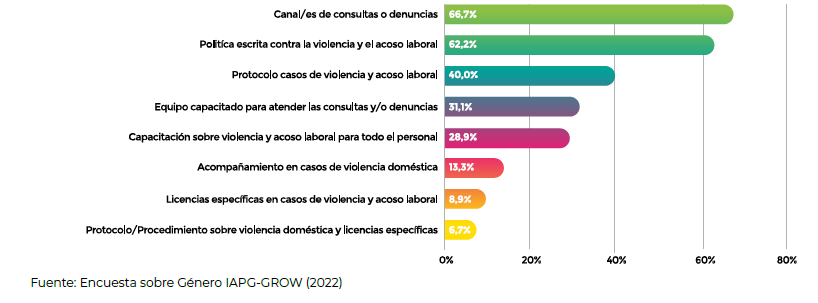 Canal/es de consultas o denuncias 66,7%
Política escrita contra la violencia y el acoso laboral 62,2%
Protocolo casos de violencia y acoso laboral 40,0%
Equipo capacitado para atender las consultas y/o denuncias 31,1%
Capacitación sobre violencia y acoso laboral para todo el personal 28,9%
Acompañamiento en casos de violencia doméstica 13,3%
Licencias específicas en casos de violencia y acoso laboral 8,9%
Protocolo/Procedimiento sobre violencia doméstica y licencias específicas 6,7%
0% 20% 40% 60% 80%
Fuente: Encuesta sobre Género IAPG-GROW (2022)